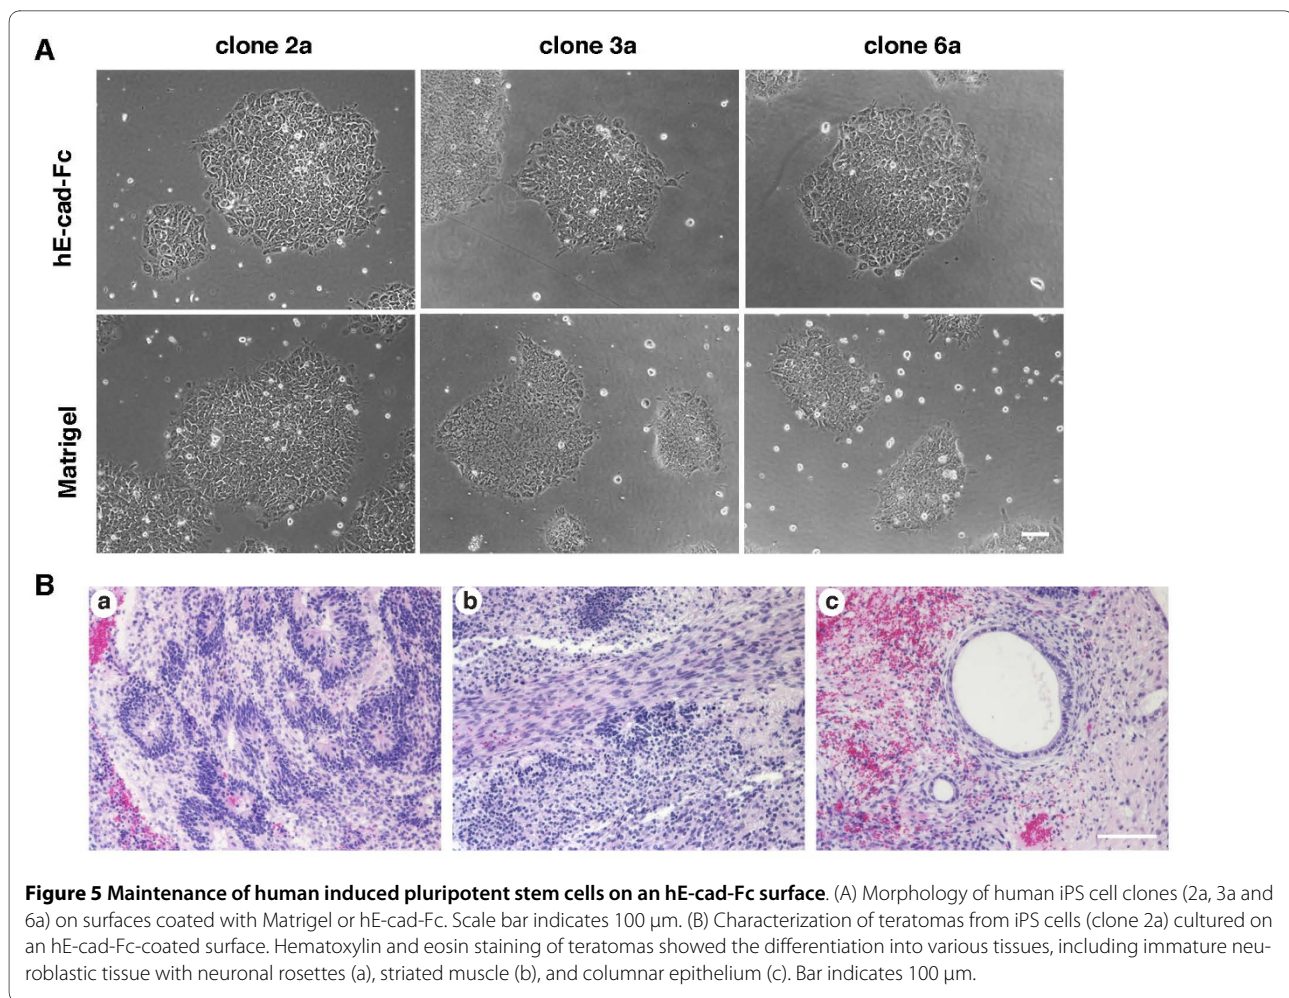 A
clone 2a
clone 3a
clone 6a
hE-cad-Fc
Matrigel
B
a
b
c
Figure 5 Maintenance of human induced pluripotent stem cells on an hE-cad-Fc surface. (A) Morphology of human iPS cell clones (2a, 3a and
6a) on surfaces coated with Matrigel or hE-cad-Fc. Scale bar indicates 100 μm. (B) Characterization of teratomas from iPS cells (clone 2a) cultured on
an hE-cad-Fc-coated surface. Hematoxylin and eosin staining of teratomas showed the differentiation into various tissues, including immature neu-
roblastic tissue with neuronal rosettes (a), striated muscle (b), and columnar epithelium (c). Bar indicates 100 μm.